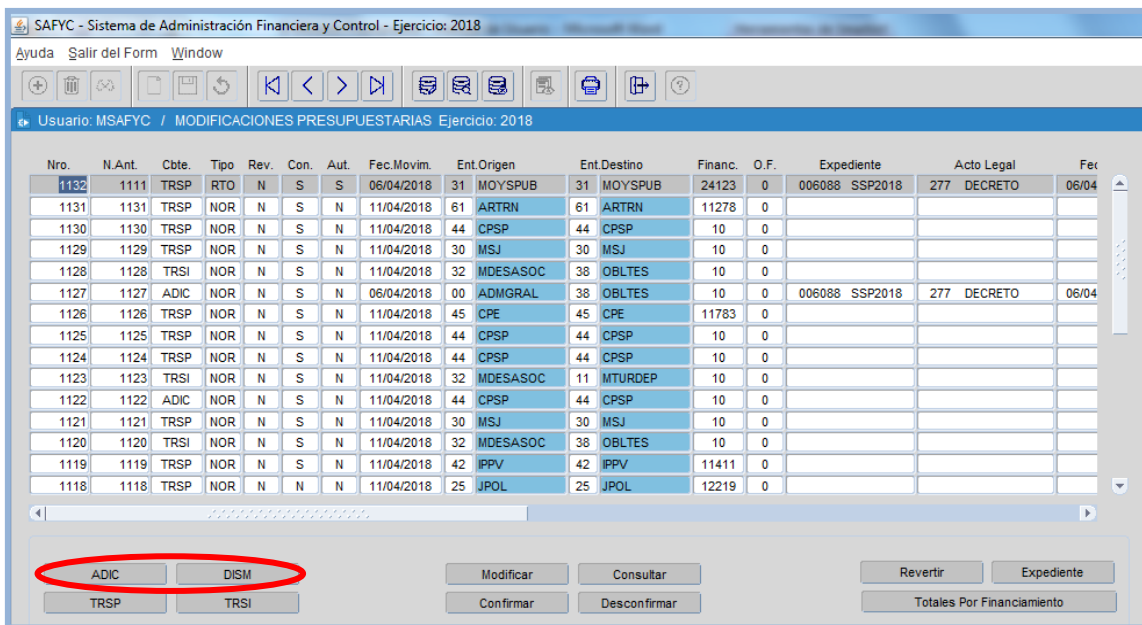 SAFYC - Sistema de Administración Financiera y Control - Ejercicio: 2018
Ayuda Salir del Form Window
Usuario: MSAFYC / MODIFICACIONES PRESUPUESTARIAS Ejercicio: 2018
Nro. N.Ant. Cbte. Tipo Rev. Con. Aut. Fec.Movim. Ent.Origen Ent.Destino Financ. O.F. Expediente Acto Legal Fec
1132 1111 TRSP RTO N S S 06/04/2018 31 MOYSPUB 31 MOYSPUB 24123 0 006088 SSP2018 277 DECRETO 06/04
1131 1131 TRSP NOR N S N 11/04/2018 61 ARTRN 61 ARTRN 11278 0
1130 1130 TRSP NOR N S N 11/04/2018 44 CPSP 44 CPSP 10 0
1129 1129 TRSP NOR N S N 11/04/2018 30 MSJ 30 MSJ 10 0
1128 1128 TRSI NOR N S N 11/04/2018 32 MDESASOC 38 OBLTES 10 0
1127 1127 ADIC NOR N S N 06/04/2018 00 ADMGRAL 38 OBLTES 10 0 006088 SSP2018 277 DECRETO 06/04
1126 1126 TRSP NOR N S N 11/04/2018 45 CPE 45 CPE 11783 0
1125 1125 TRSP NOR N S N 11/04/2018 44 CPSP 44 CPSP 10 0
1124 1124 TRSP NOR N S N 11/04/2018 44 CPSP 44 CPSP 10 0
1123 1123 TRSI NOR N S N 11/04/2018 32 MDESASOC 11 MTURDEP 10 0
1122 1122 ADIC NOR N S N 11/04/2018 44 CPSP 44 CPSP 10 0
1121 1121 TRSP NOR N S N 11/04/2018 30 MSJ 30 MSJ 10 0
1120 1120 TRSI NOR N S N 11/04/2018 32 MDESASOC 38 OBLTES 10 0
1119 1119 TRSP NOR N S N 11/04/2018 42 IPPV 42 IPPV 11411 0
1118 1118 TRSP NOR N N N 11/04/2018 25 JPOL 25 JPOL 12219 0
ADIC DISM Modificar Consultar Revertir Expediente
TRSP TRSI Confirmar Desconfirmar Totales Por Financiamiento